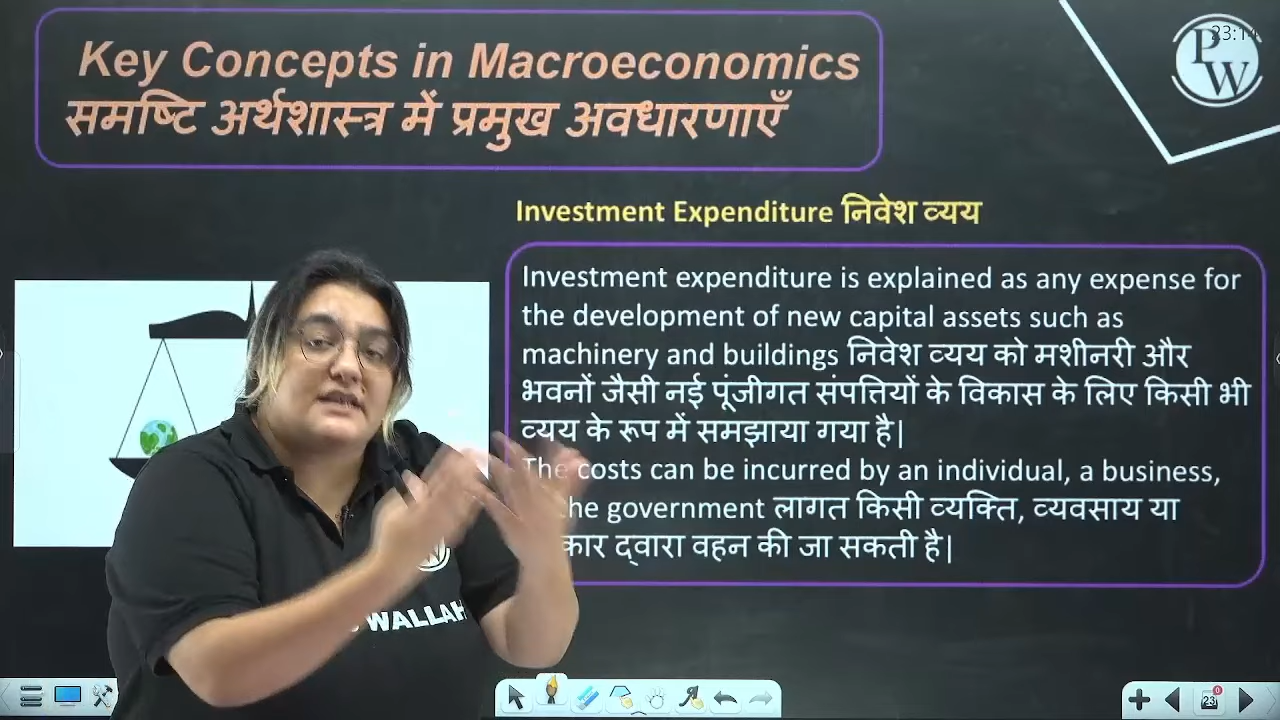 Key Concepts in Macroeconomics
समष्टि अर्थशास्त्र में प्रमुख अवधारणाएँ
PW
Investment Expenditure निवेश व्यय
Investment expenditure is explained as any expense for
the development of new capital assets such as
machinery and buildings निवेश व्यय को मशीनरी और
भवनों जैसी नई पूंजीगत संपत्तियों के विकास के लिए किसी भी
व्यय के रूप में समझाया गया है|
The costs can be incurred by an individual, a business,
government लागत किसी व्यक्ति, व्यवसाय या
द्वारा वहन की जा सकती है|
WALLAH
23